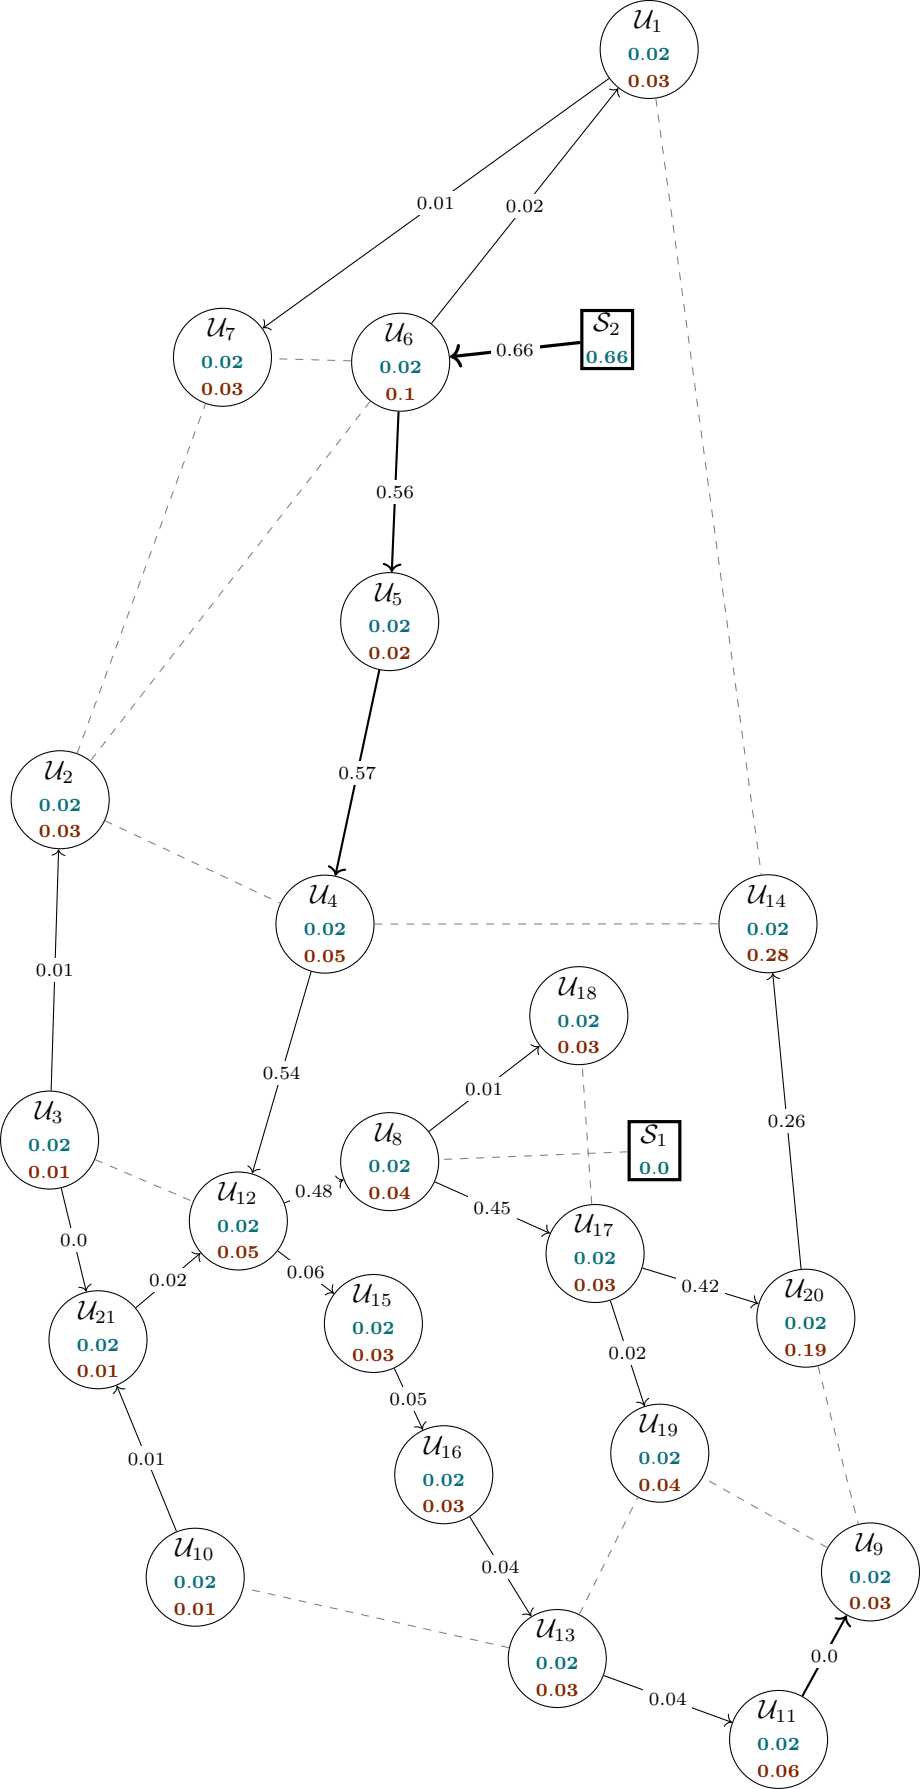 𝒰₁
0.02
0.03
0.01
0.02
𝒰₇
0.02
0.03
𝒰₆
0.02
0.1
0.66
𝒮₂
0.66
0.56
𝒰₅
0.02
0.02
0.57
𝒰₂
0.02
0.03
𝒰₄
0.02
0.05
𝒰₁₄
0.02
0.28
0.01
𝒰₁₈
0.02
0.03
0.54
0.01
0.26
𝒰₃
0.02
0.01
𝒰₈
0.02
0.04
𝒮₁
0.0
𝒰₁₂
0.02
0.05
0.48
0.45
𝒰₁₇
0.02
0.03
0.0
0.02
0.06
0.42
𝒰₂₁
0.02
0.01
𝒰₁₅
0.02
0.03
𝒰₂₀
0.02
0.19
0.02
0.05
𝒰₁₉
0.02
0.04
𝒰₁₆
0.02
0.03
0.01
𝒰₁₀
0.02
0.01
0.04
𝒰₉
0.02
0.03
𝒰₁₃
0.02
0.03
0.0
0.04
𝒰₁₁
0.02
0.06